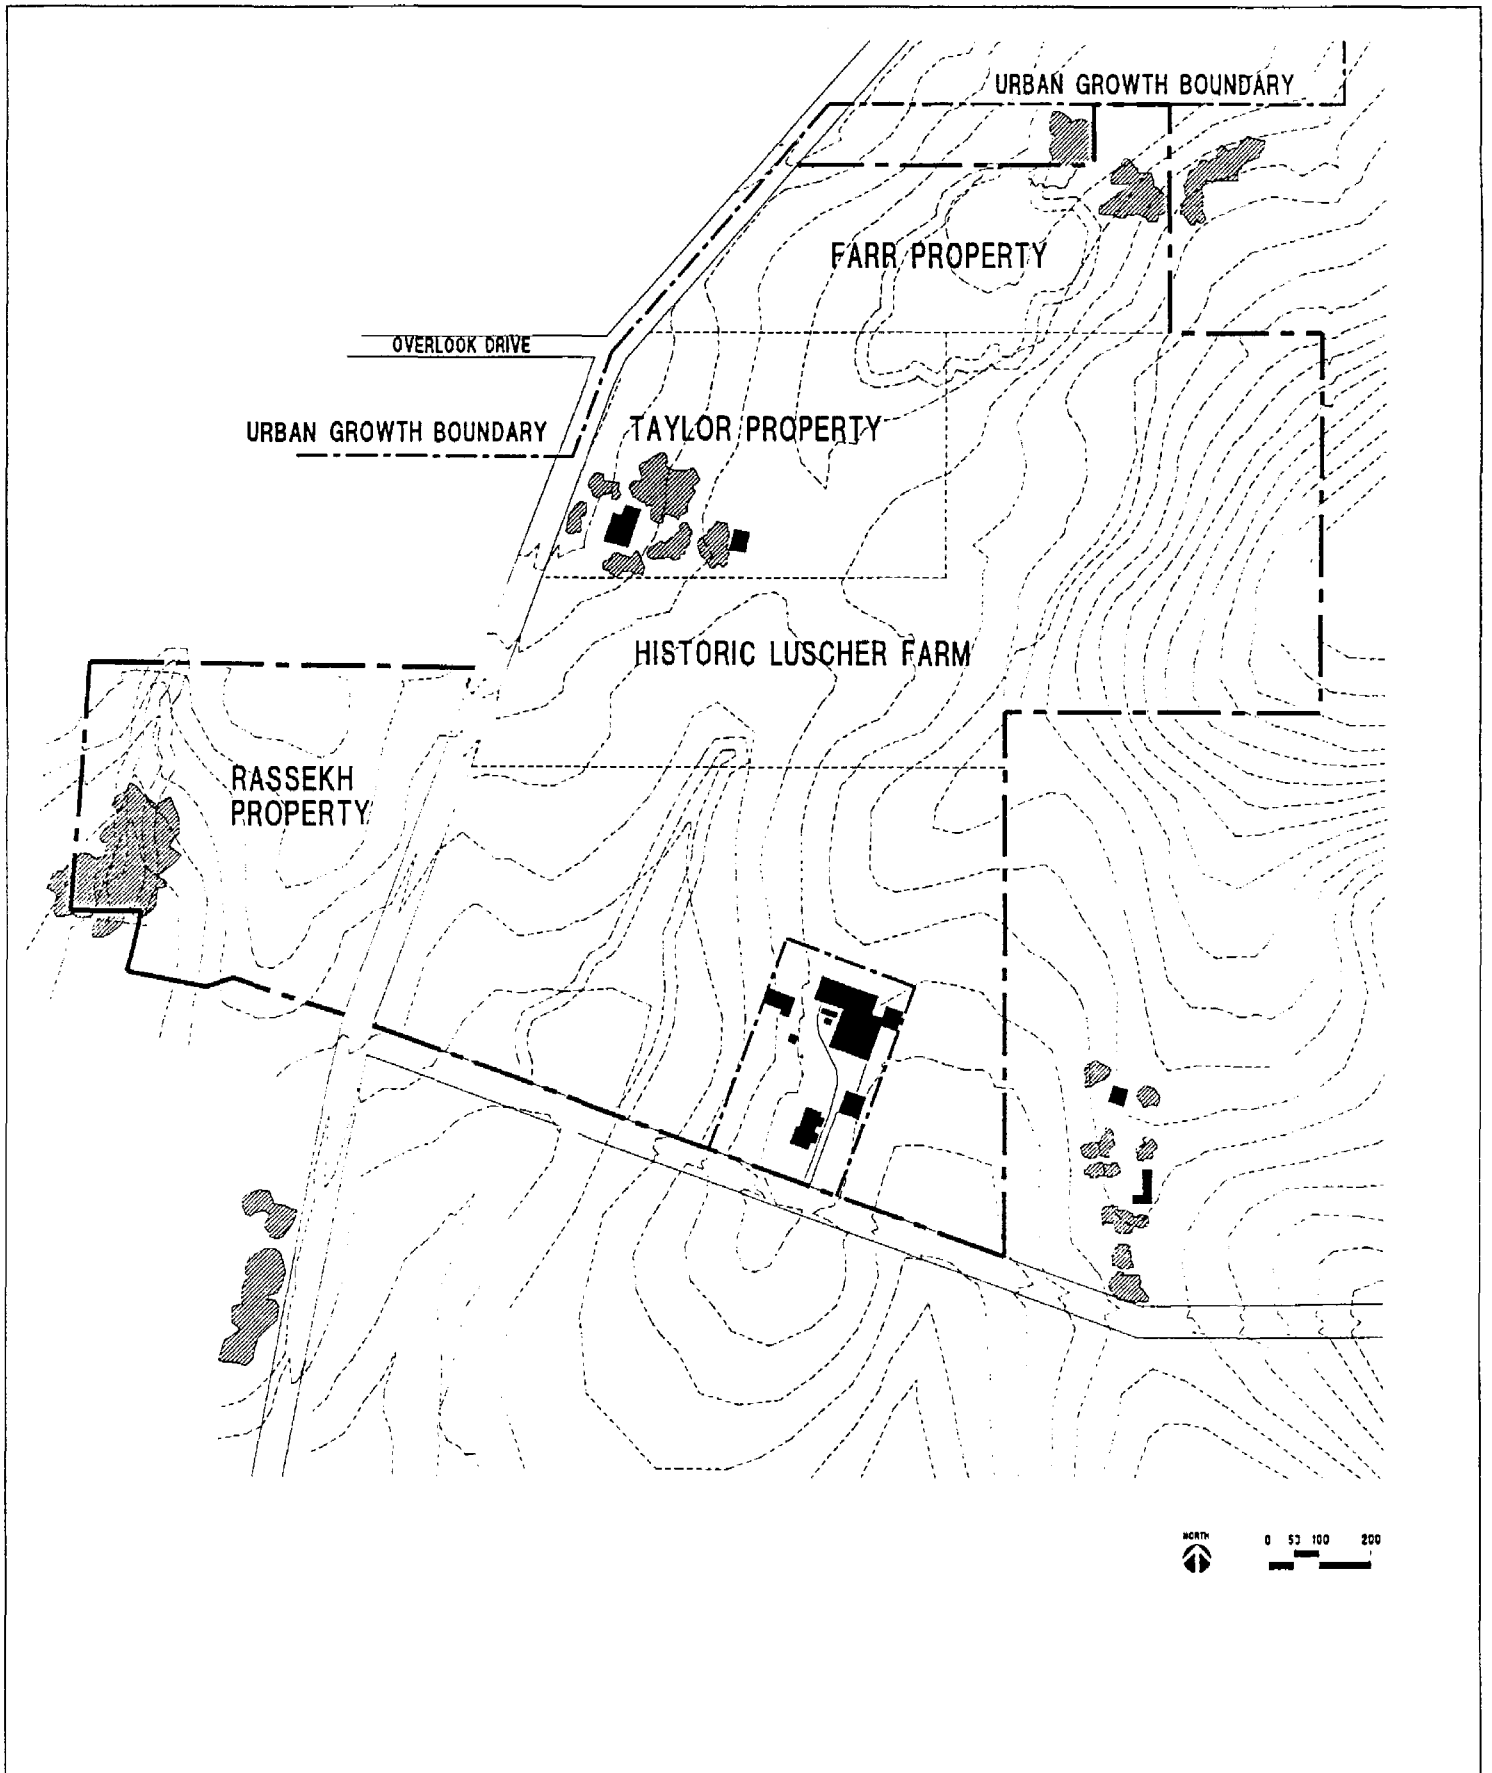 URBAN GROWTH BOUNDARY
FARR PROPERTY
OVERLOOK DRIVE
URBAN GROWTH BOUNDARY
TAYLOR PROPERTY
HISTORIC LUSCHER FARM
RASSEKH
PROPERTY
NORTH
0 50 100 200